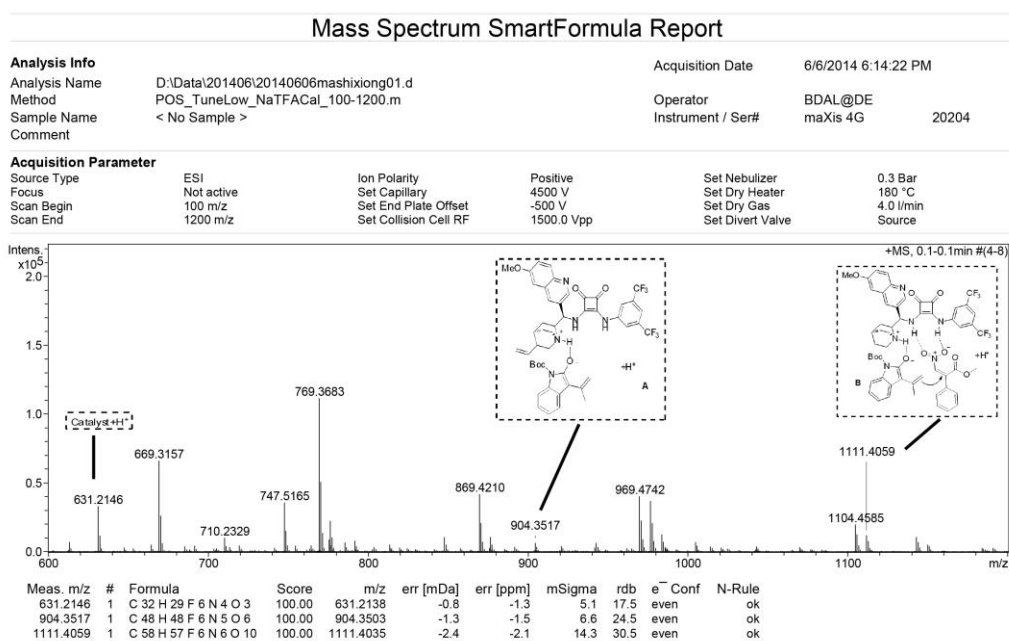 Mass Spectrum SmartFormula Report
Analysis Info
Acquisition Date 6/6/2014 6:14:22 PM
Analysis Name D:\Data\201406\20140606mashixiong01.d
Method POS_TuneLow_NaTFACal_100-1200.m
Operator BDAL@DE
Sample Name < No Sample >
Instrument / Ser# maXis 4G 20204
Comment
Acquisition Parameter
Source Type ESI Ion Polarity Positive Set Nebulizer 0.3 Bar
Focus Not active Set Capillary 4500 V Set Dry Heater 180 °C
Scan Begin 100 m/z Set End Plate Offset -500 V Set Dry Gas 4.0 l/min
Scan End 1200 m/z Set Collision Cell RF 1500.0 Vpp Set Divert Valve Source
Intens.
x10⁵
+MS, 0.1-0.1min #(4-8)
2.0
1.5
1.0
0.5
0.0
MeO
N
O O
CF₃
NH NH
CF₃
N⁺
H
O⁻
Boc
N
+H⁺
A
MeO
N
O O
CF₃
N N
H H
CF₃
N⁺
H
O⁻
O⁻
Boc
O
N⁺
+H⁺
N
O
B
O
Catalyst+H⁺
631.2146
669.3157
710.2329
747.5165
769.3683
869.4210
904.3517
969.4742
1104.4585
1111.4059
600 700 800 900 1000 1100 m/z
Meas. m/z # Formula Score m/z err [mDa] err [ppm] mSigma rdb e⁻ Conf N-Rule
631.2146 1 C 32 H 29 F 6 N 4 O 3 100.00 631.2138 -0.8 -1.3 5.1 17.5 even ok
904.3517 1 C 48 H 48 F 6 N 5 O 6 100.00 904.3503 -1.3 -1.5 6.6 24.5 even ok
1111.4059 1 C 58 H 57 F 6 N 6 O 10 100.00 1111.4035 -2.4 -2.1 14.3 30.5 even ok